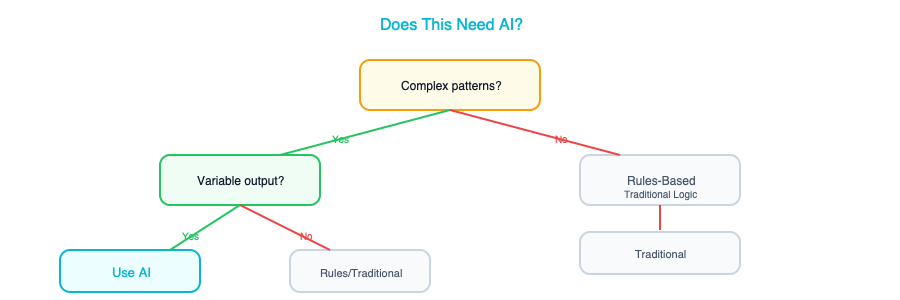 Does This Need AI?
Complex patterns?
Yes
No
Variable output?
Rules-Based
Traditional Logic
Yes
No
Traditional
Use AI
Rules/Traditional